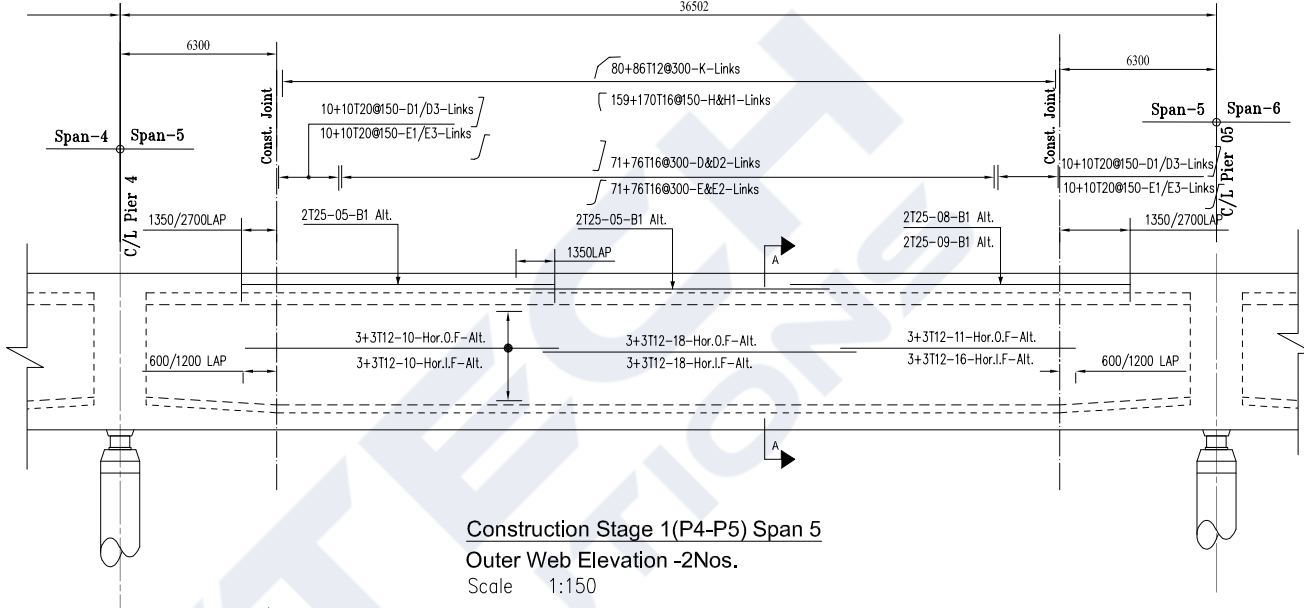 36502
6300
80+86T12@300-K-Links
6300
10+10T20@150-D1/D3-Links
159+170T16@150-H&H1-Links
10+10T20@150-E1/E3-Links
Const. Joint
Const. Joint
Span-4 Span-5
Span-5 Span-6
71+76T16@300-D&D2-Links
10+10T20@150-D1/D3-Links
71+76T16@300-E&E2-Links
10+10T20@150-E1/E3-Links
C/L Pier 4
C/L Pier 05
1350/2700LAP
2T25-05-B1 Alt.
2T25-05-B1 Alt.
2T25-08-B1 Alt.
1350/2700LAP
2T25-09-B1 Alt.
1350LAP
A
3+3T12-10-Hor.O.F-Alt.
3+3T12-18-Hor.O.F-Alt.
3+3T12-11-Hor.O.F-Alt.
600/1200 LAP
3+3T12-10-Hor.I.F-Alt.
3+3T12-18-Hor.I.F-Alt.
3+3T12-16-Hor.I.F-Alt.
600/1200 LAP
A
Construction Stage 1(P4-P5) Span 5
Outer Web Elevation -2Nos.
Scale 1:150